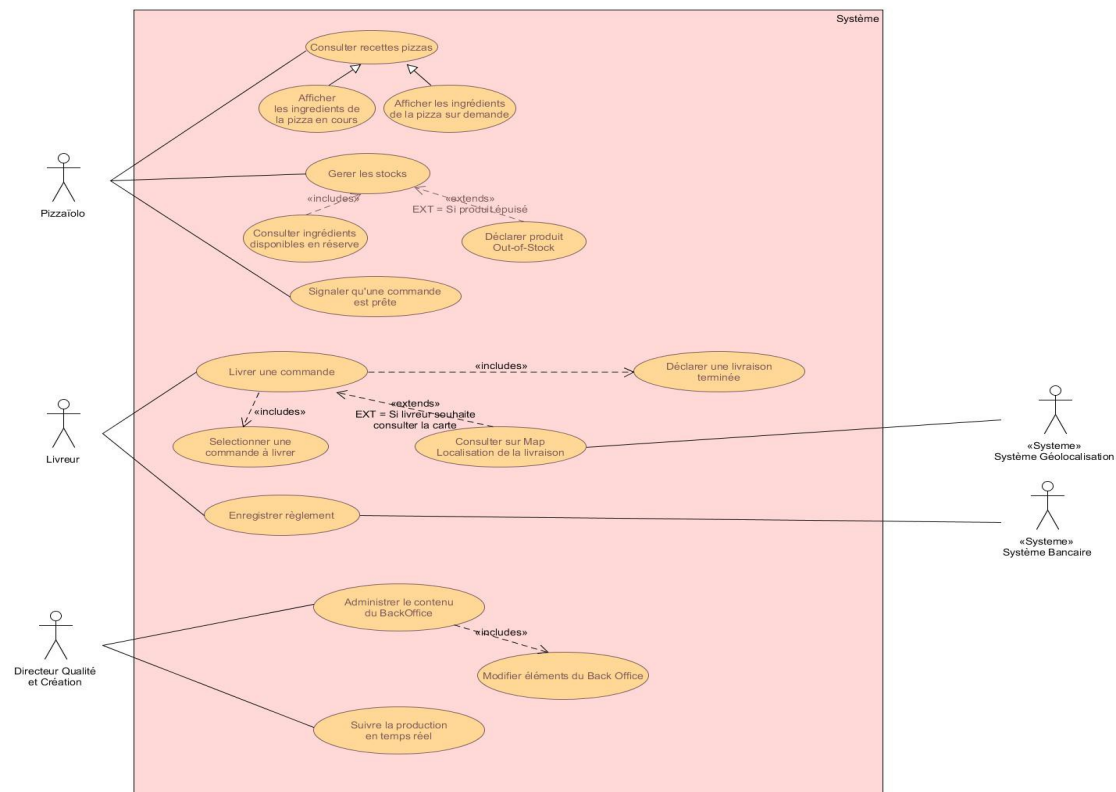 Système
Consulter recettes pizzas
Afficher
les ingredients de
la pizza en cours
Afficher les ingrédients
de la pizza sur demande
Pizzaïolo
Gerer les stocks
«includes»
«extends»
EXT = Si produit épuisé
Consulter ingrédients
disponibles en réserve
Déclarer produit
Out-of-Stock
Signaler qu'une commande
est prête
Livreur
Livrer une commande
«includes»
Déclarer une livraison
terminée
«includes»
«extends»
EXT = Si livreur souhaite
consulter la carte
Selectionner une
commande à livrer
Consulter sur Map
Localisation de la livraison
«Systeme»
Système Géolocalisation
Enregistrer règlement
«Systeme»
Système Bancaire
Directeur Qualité
et Création
Administrer le contenu
du BackOffice
«includes»
Modifier éléments du Back Office
Suivre la production
en temps réel